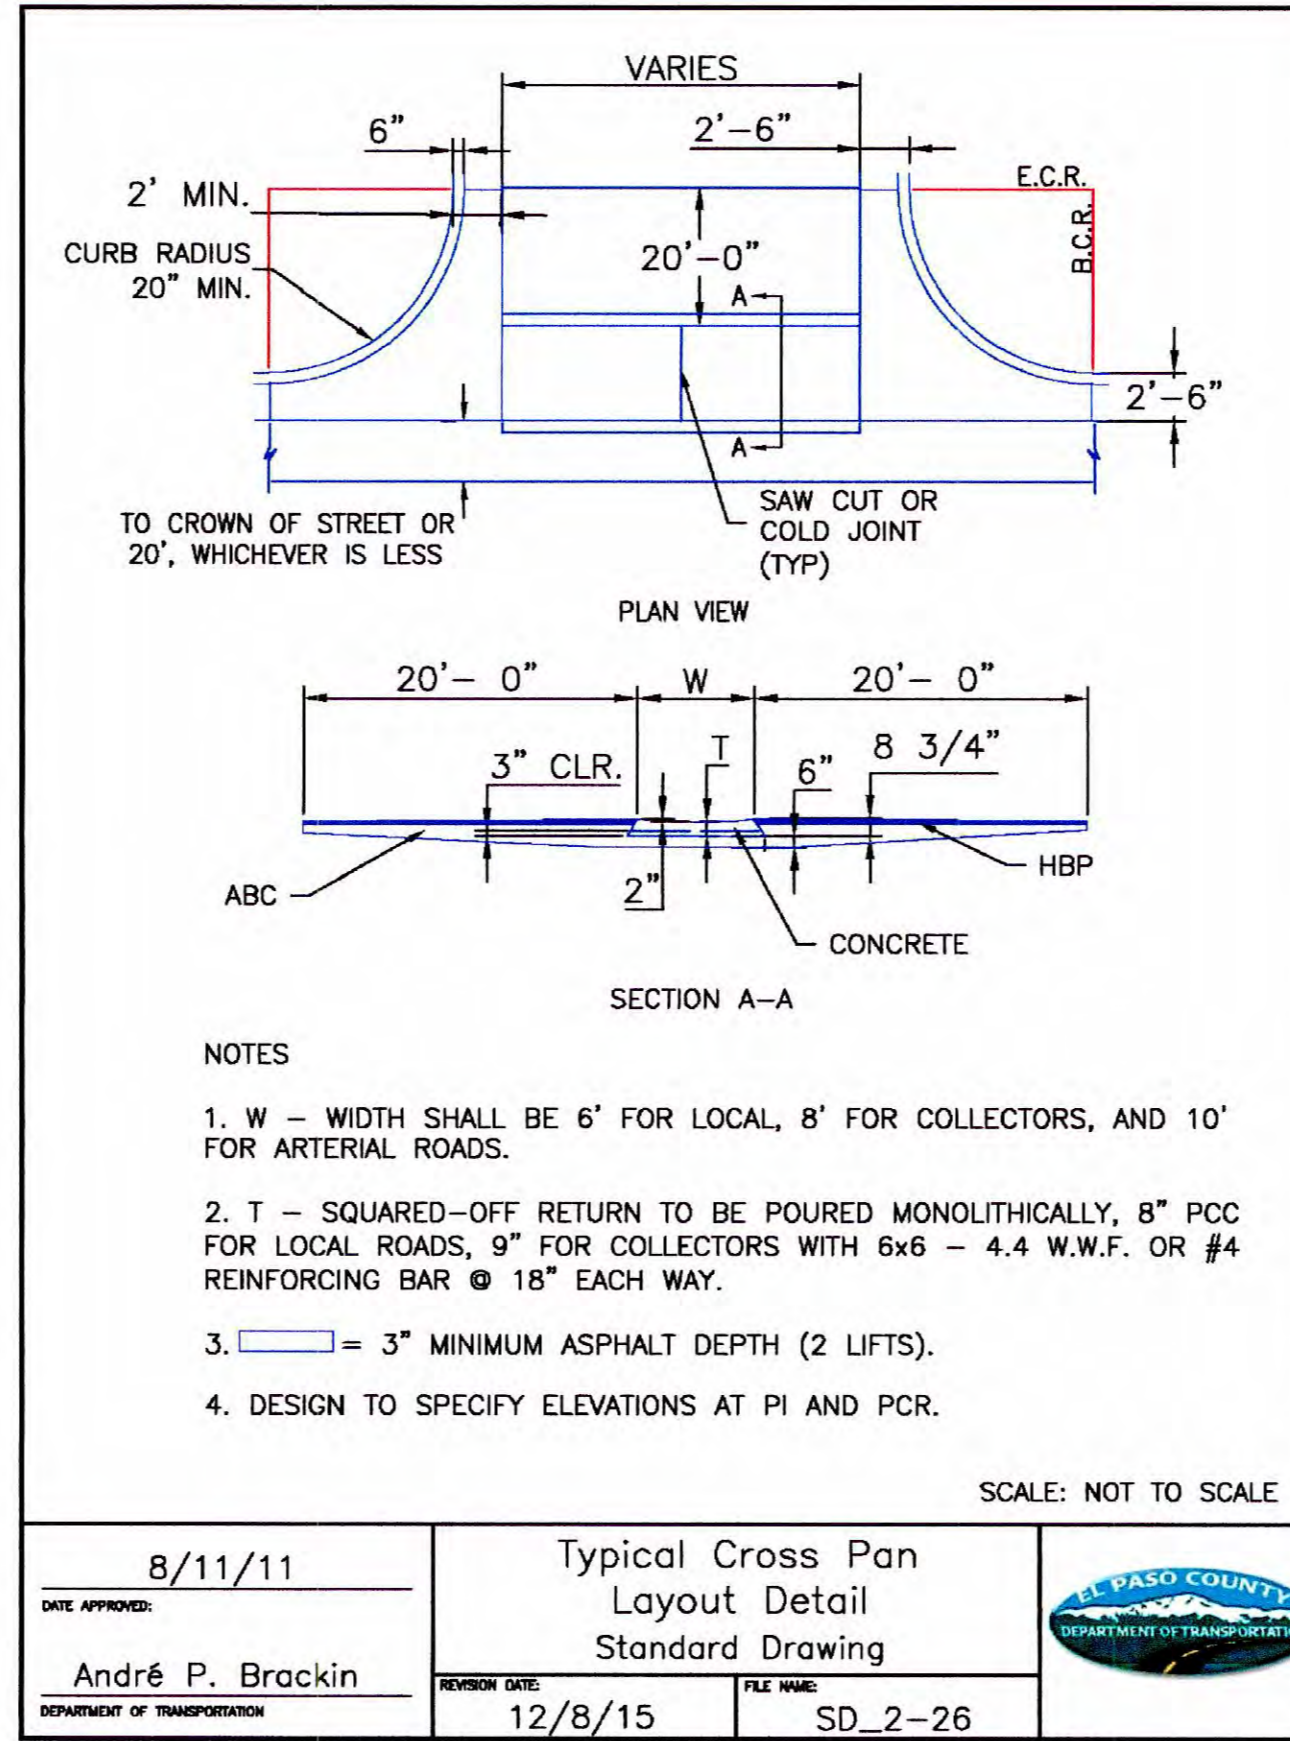 VARIES
6"
2'-6"
2' MIN.
E.C.R.
B.C.R.
CURB RADIUS
20" MIN.
20'-0"
A
2'-6"
A
SAW CUT OR
COLD JOINT
(TYP)
TO CROWN OF STREET OR
20', WHICHEVER IS LESS
PLAN VIEW
20'- 0"
W
20'- 0"
3" CLR.
T
6"
8 3/4"
ABC
2"
HBP
CONCRETE
SECTION A-A
NOTES
1. W - WIDTH SHALL BE 6' FOR LOCAL, 8' FOR COLLECTORS, AND 10'
FOR ARTERIAL ROADS.
2. T - SQUARED-OFF RETURN TO BE POURED MONOLITHICALLY, 8" PCC
FOR LOCAL ROADS, 9" FOR COLLECTORS WITH 6x6 - 4.4 W.W.F. OR #4
REINFORCING BAR @ 18" EACH WAY.
3. = 3" MINIMUM ASPHALT DEPTH (2 LIFTS).
4. DESIGN TO SPECIFY ELEVATIONS AT PI AND PCR.
SCALE: NOT TO SCALE
8/11/11
DATE APPROVED:
André P. Brackin
DEPARTMENT OF TRANSPORTATION
Typical Cross Pan
Layout Detail
Standard Drawing
REVISION DATE:
12/8/15
FILE NAME:
SD_2-26
EL PASO COUNTY
DEPARTMENT OF TRANSPORTATI